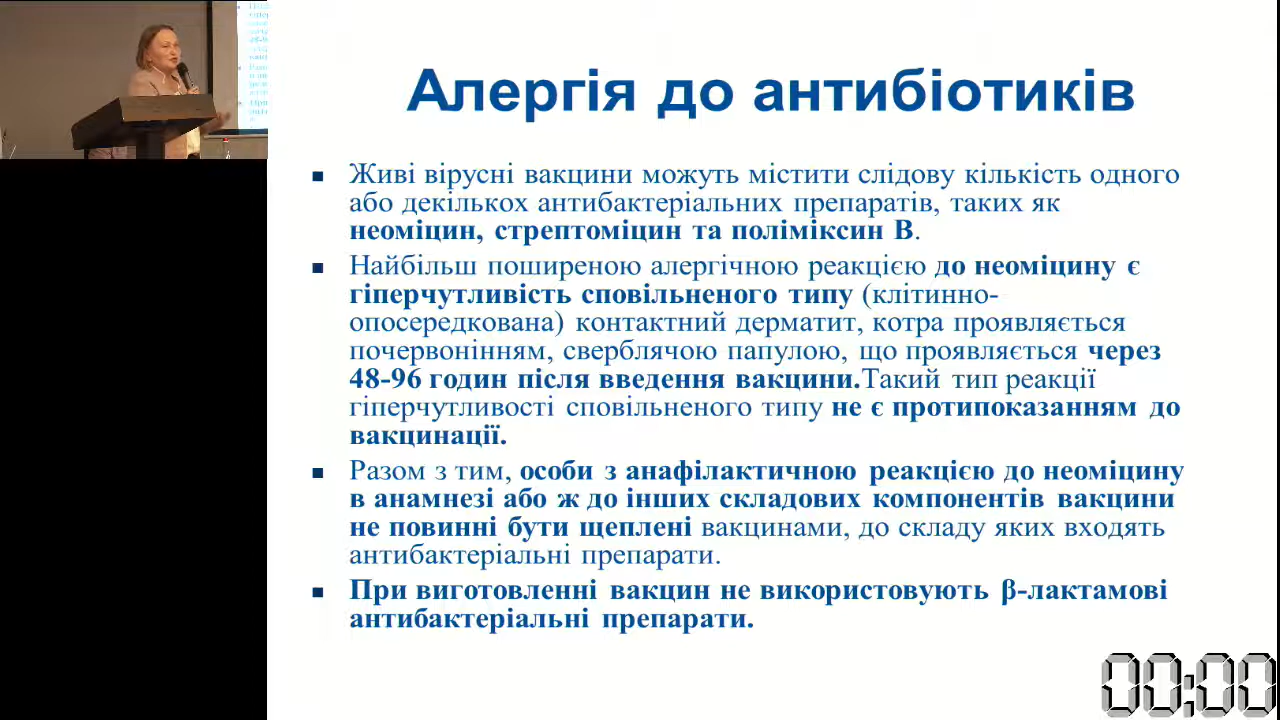 Алергія до антибіотиків
Живі вірусні вакцини можуть містити слідову кількість одного
або декількох антибактеріальних препаратів, таких як
неоміцин, стрептоміцин та поліміксин В.
Найбільш поширеною алергічною реакцією до неоміцину є
гіперчутливість сповільненого типу (клітинно-
опосередкована) контактний дерматит, котра проявляється
почервонінням, сверблячою папулою, що проявляється через
48-96 годин після введення вакцини.Такий тип реакції
гіперчутливості сповільненого типу не є протипоказанням до
вакцинації.
Разом з тим, особи з анафілактичною реакцією до неоміцину
в анамнезі або ж до інших складових компонентів вакцини
не повинні бути щеплені вакцинами, до складу яких входять
антибактеріальні препарати.
При виготовленні вакцин не використовують β-лактамові
антибактеріальні препарати.
00:00